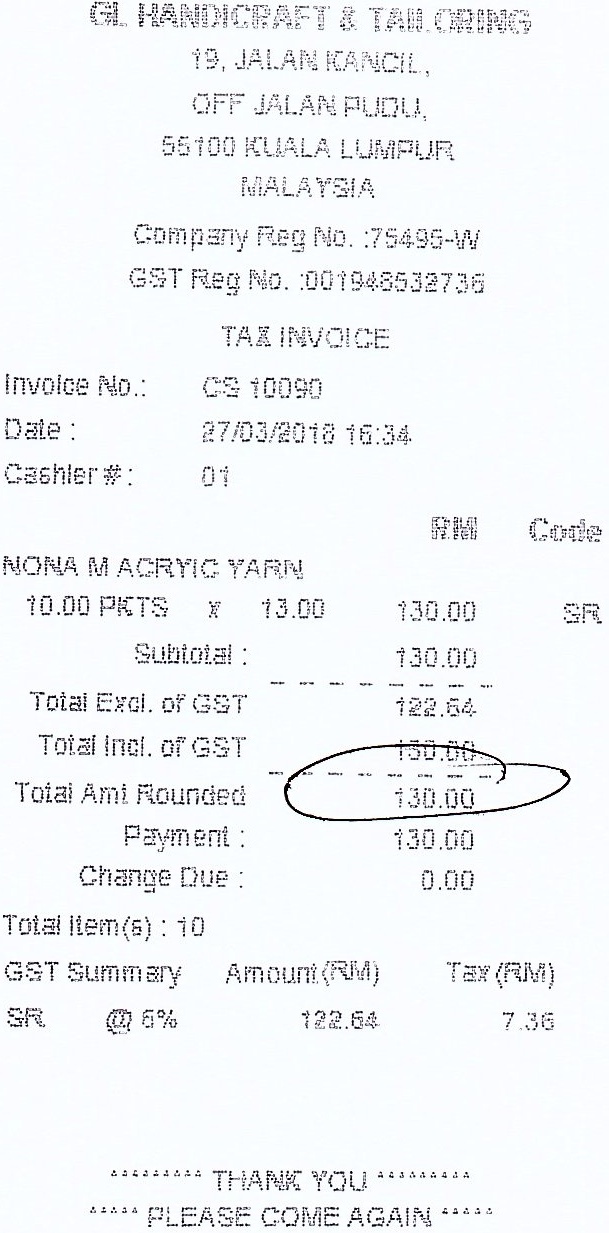 GL HANDICRAFT & TAILORING
19, JALAN KANCIL,
OFF JALAN PUDU,
55100 KUALA LUMPUR
MALAYSIA
Company Reg No. :75495-W
GST Reg No. :001948532736
TAX INVOICE
Invoice No.: CS 10090
Date : 27/03/2018 16:34
Cashier # : 01
RM Code
NONA M ACRYIC YARN
10.00 PKTS x 13.00 130.00 SR
Subtotal : 130.00
Total Excl. of GST 122.64
Total Incl. of GST 130.00
Total Amt Rounded 130.00
Payment : 130.00
Change Due : 0.00
Total Item(s) : 10
GST Summary Amount(RM) Tax (RM)
SR @ 6% 122.64 7.36
********* THANK YOU *********
***** PLEASE COME AGAIN *****